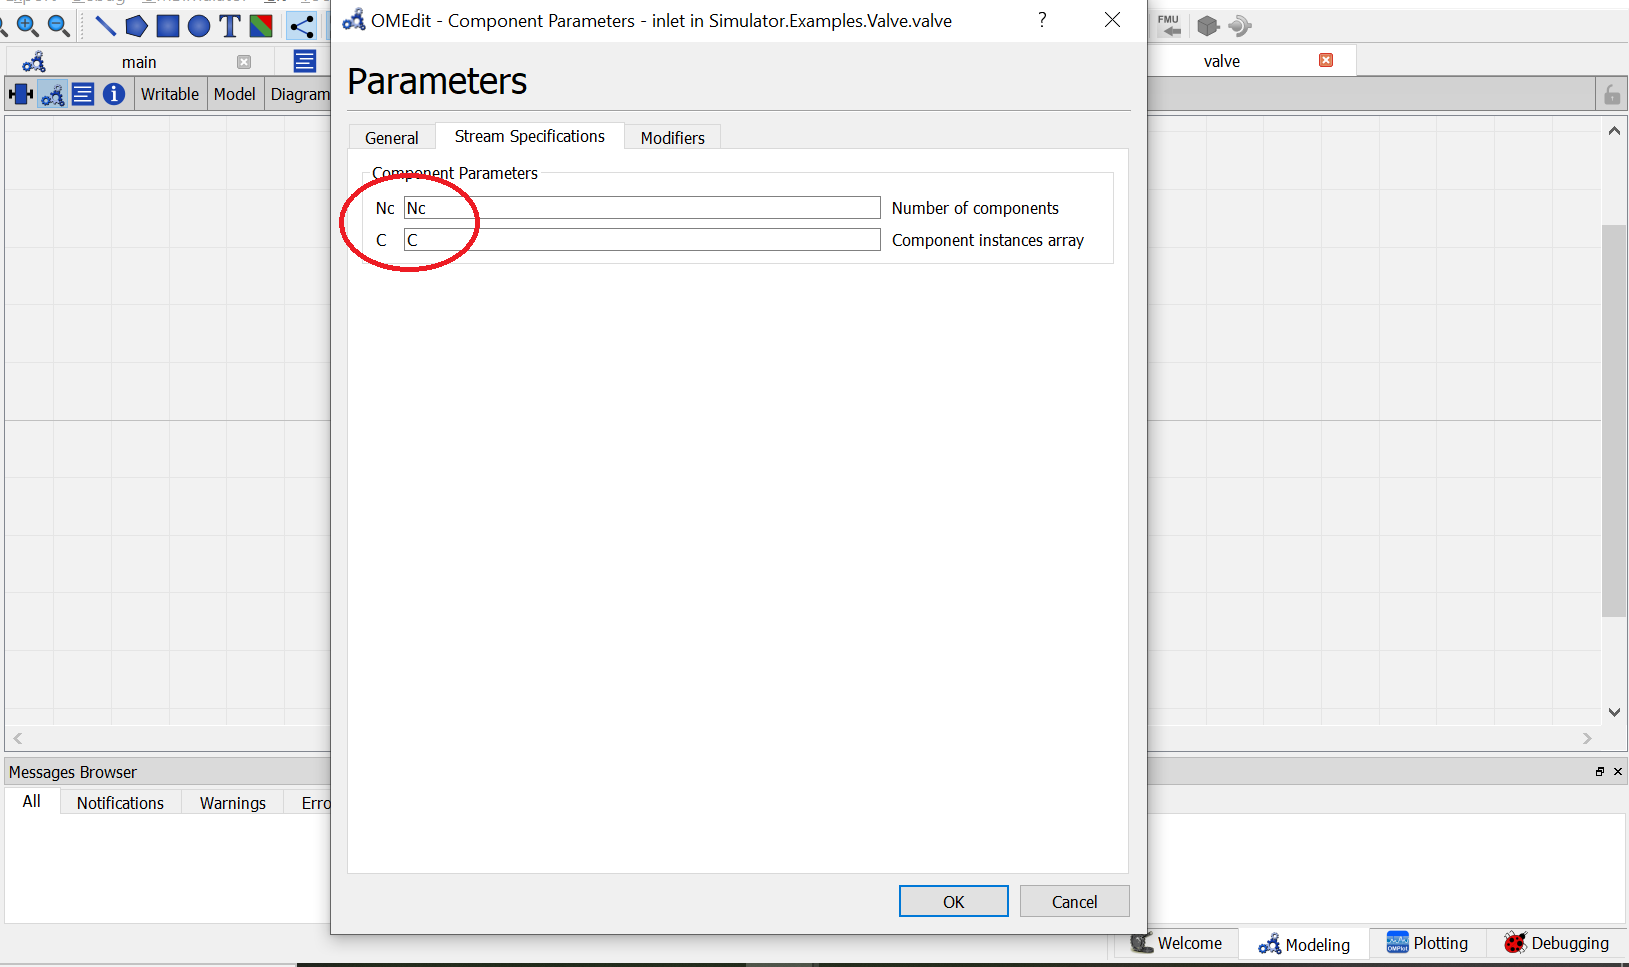 OMEdit - Component Parameters - inlet in Simulator.Examples.Valve.valve
?
FMU
T
main
valve
Writable
Model
Diagram
Parameters
General
Stream Specifications
Modifiers
Component Parameters
Nc Nc Number of components
C C Component instances array
Messages Browser
All
Notifications
Warnings
Erro
OK
Cancel
Welcome
Modeling
OMPlot
Plotting
Debugging